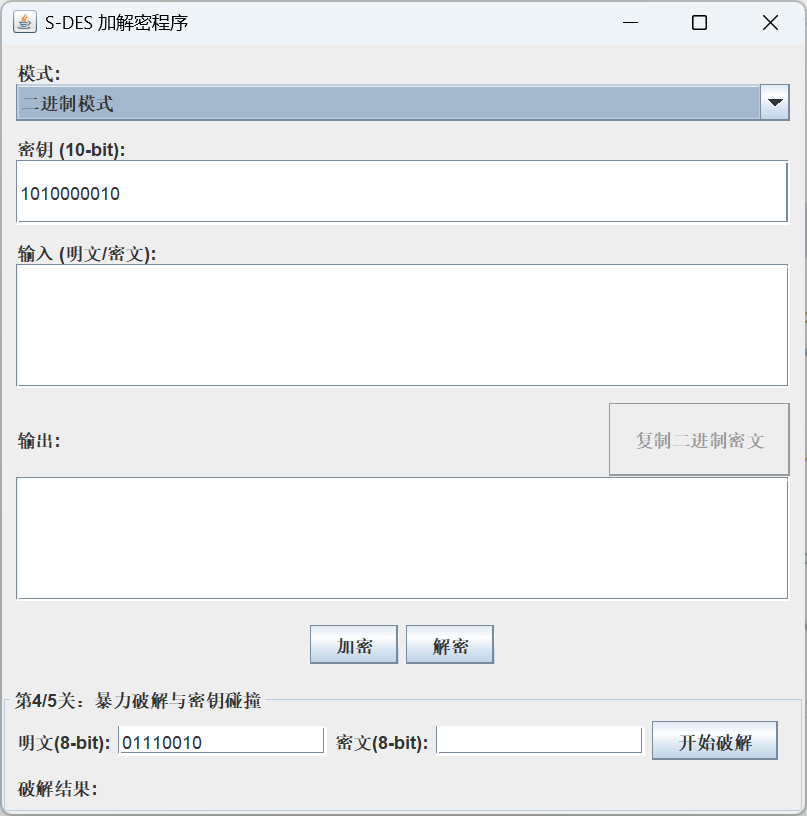 S-DES 加解密程序
模式:
二进制模式
密钥 (10-bit):
1010000010
输入 (明文/密文):
输出:
复制二进制密文
加密 解密
第4/5关：暴力破解与密钥碰撞
明文(8-bit): 01110010 密文(8-bit): 开始破解
破解结果: